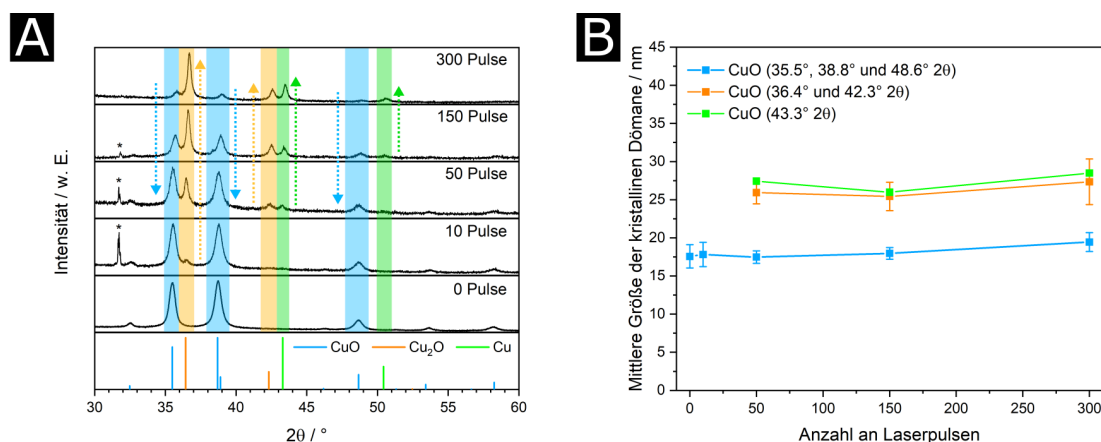 A
Intensität / w. E.
300 Pulse
150 Pulse
*
50 Pulse
*
10 Pulse
*
0 Pulse
CuO
Cu₂O
Cu
30
35
40
45
50
55
60
2θ / °
B
Mittlere Größe der kristallinen Dömane / nm
45
40
35
30
25
20
15
10
5
0
CuO (35.5°, 38.8° und 48.6° 2θ)
CuO (36.4° und 42.3° 2θ)
CuO (43.3° 2θ)
0
50
100
150
200
250
300
Anzahl an Laserpulsen